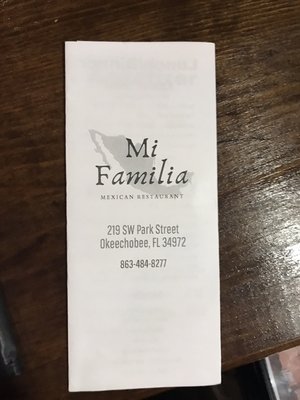 Mi
Familia
MEXICAN RESTAURANT
219 SW Park Street
Okeechobee, FL 34972
863-484-8277